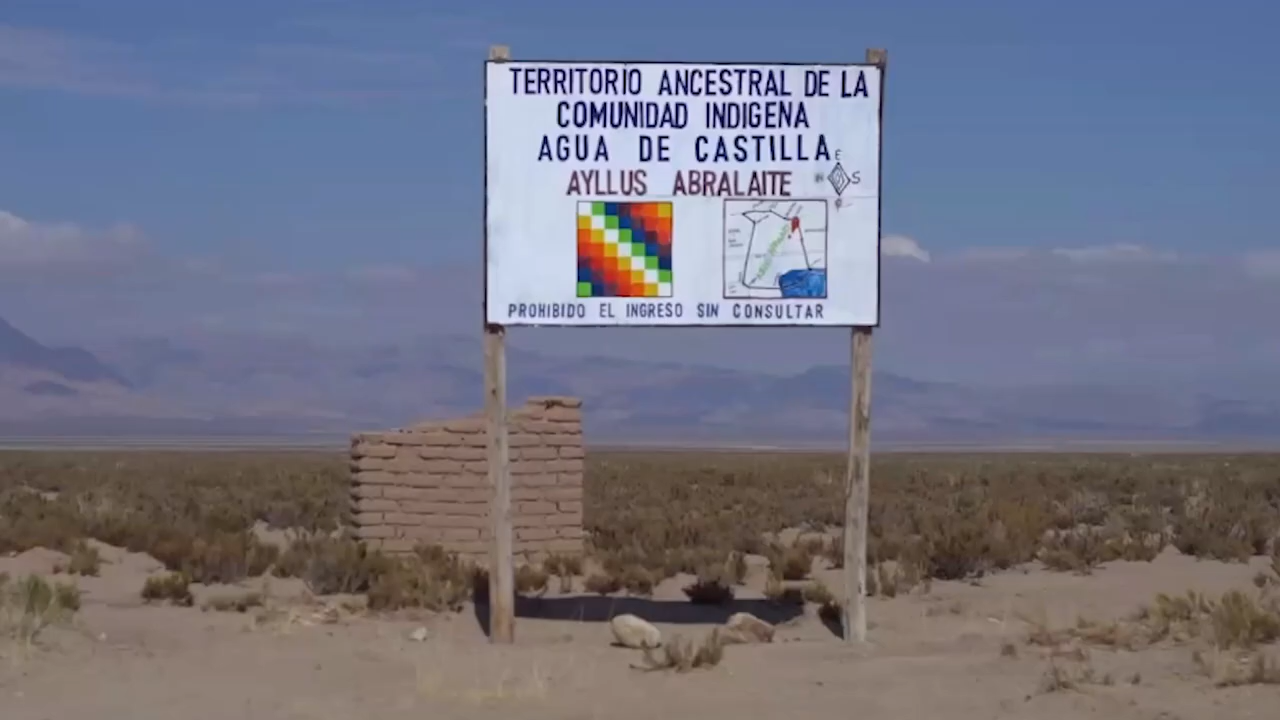 TERRITORIO ANCESTRAL DE LA
COMUNIDAD INDIGENA
AGUA DE CASTILLA
AYLLUS ABRALAITE
E
S
PROHIBIDO EL INGRESO SIN CONSULTAR